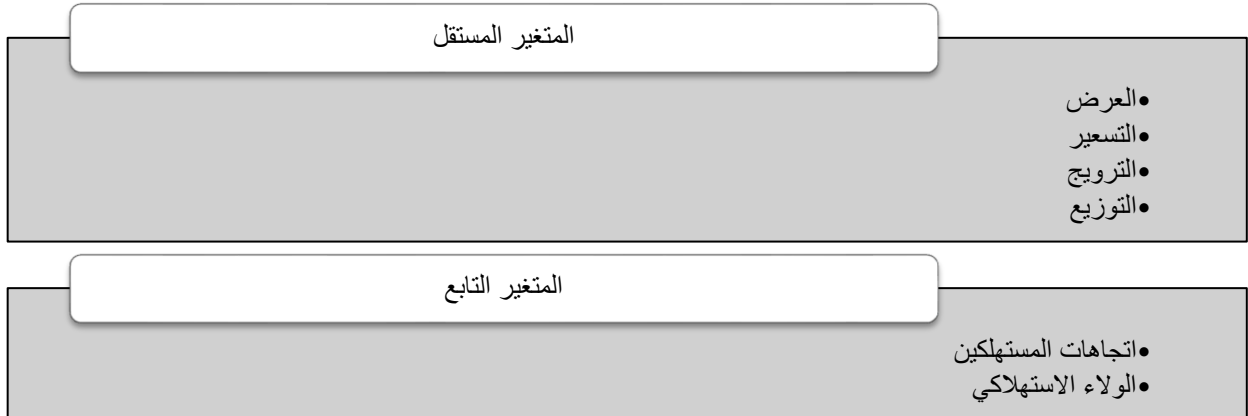 المتغير المستقل
•العرض
•التسعير
•الترويج
•التوزيع
المتغير التابع
•اتجاهات المستهلكين
•الولاء الاستهلاكي